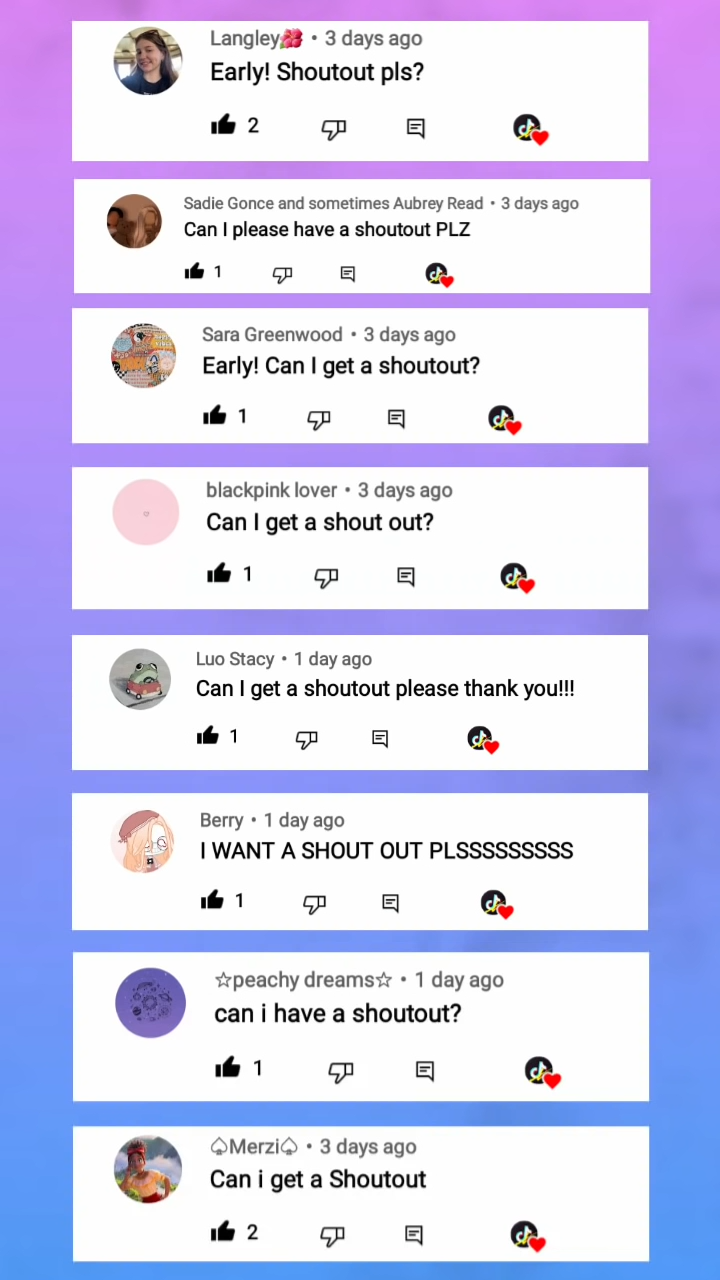 Langley🌺 • 3 days ago
Early! Shoutout pls?
2
Sadie Gonce and sometimes Aubrey Read • 3 days ago
Can I please have a shoutout PLZ
1
Sara Greenwood • 3 days ago
Early! Can I get a shoutout?
1
blackpink lover • 3 days ago
Can I get a shout out?
1
Luo Stacy • 1 day ago
Can I get a shoutout please thank you!!!
1
Berry • 1 day ago
I WANT A SHOUT OUT PLSSSSSSSSS
1
☆peachy dreams☆ • 1 day ago
can i have a shoutout?
1
♤Merzi♤ • 3 days ago
Can i get a Shoutout
2